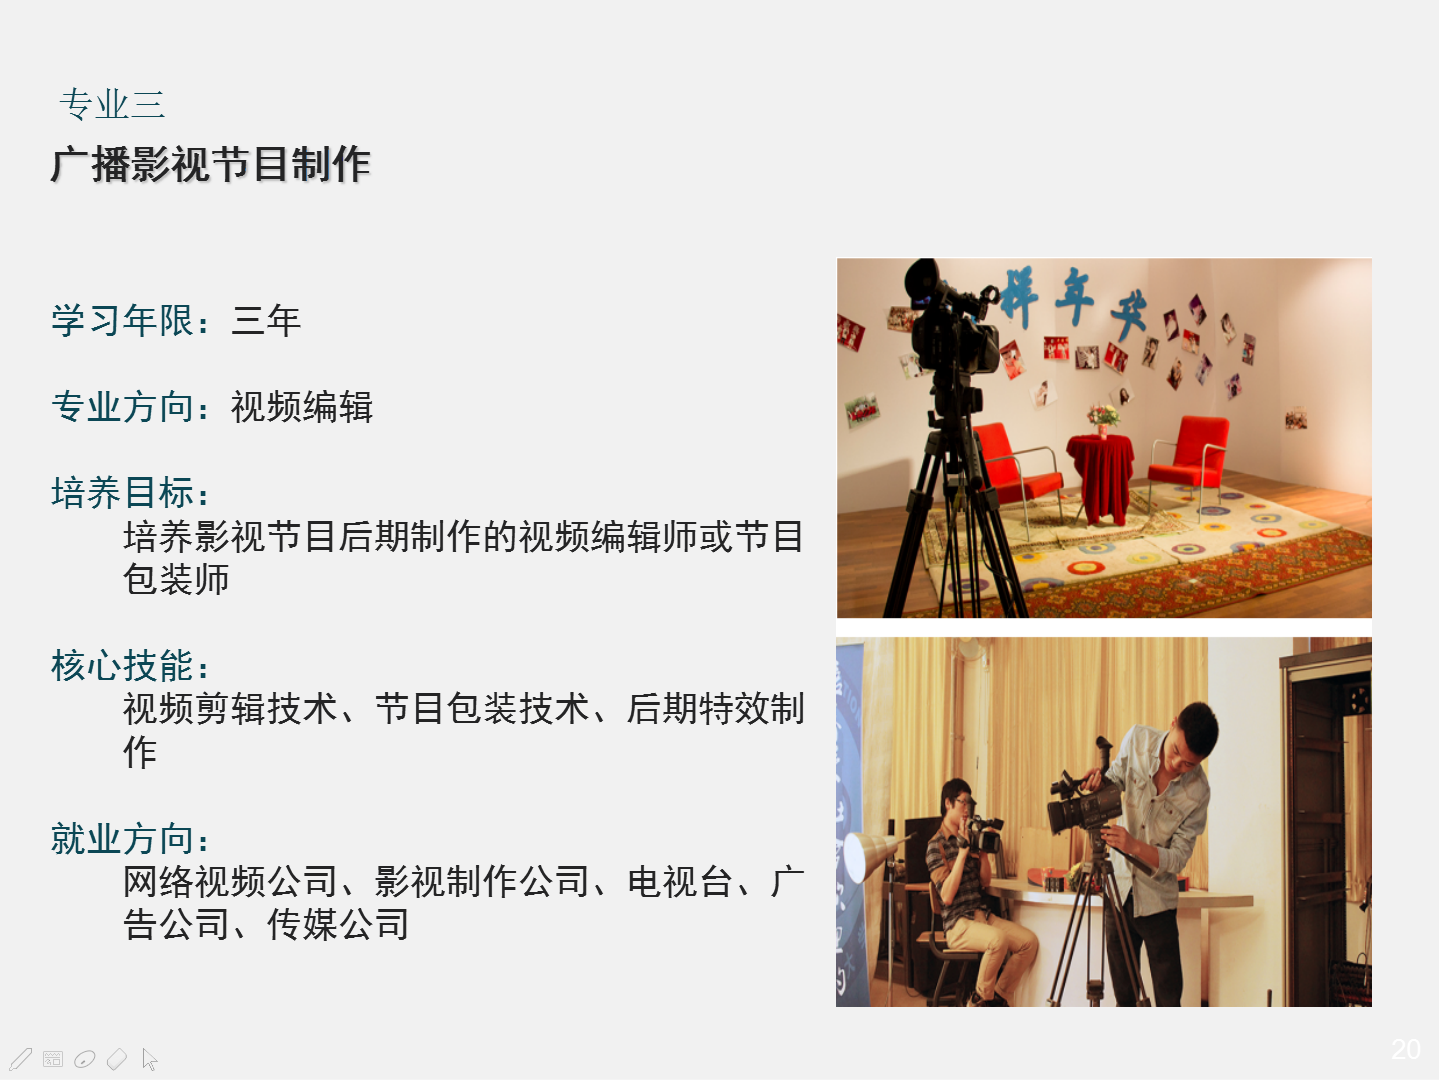 专业三
广播影视节目制作
学习年限：三年
专业方向：视频编辑
培养目标：
培养影视节目后期制作的视频编辑师或节目
包装师
核心技能：
视频剪辑技术、节目包装技术、后期特效制
作
就业方向：
网络视频公司、影视制作公司、电视台、广
告公司、传媒公司
样年华
20